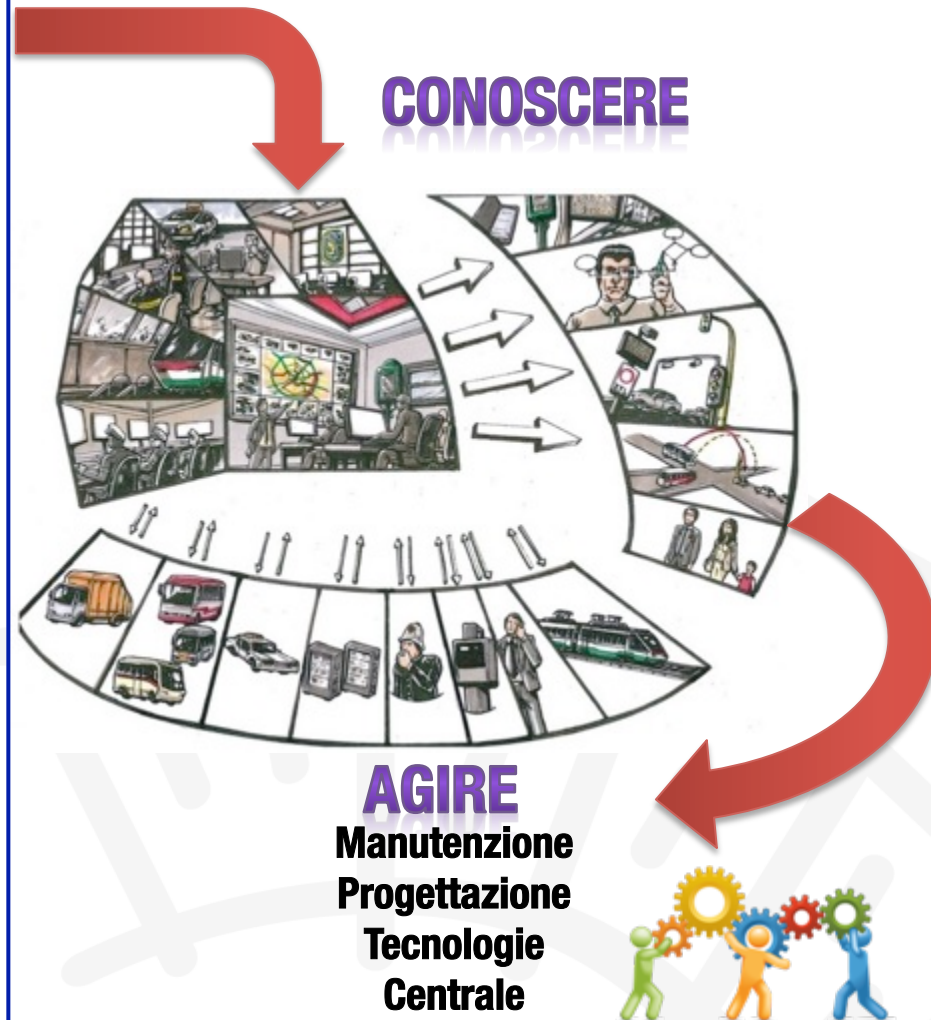 CONOSCERE
AGIRE
Manutenzione
Progettazione
Tecnologie
Centrale